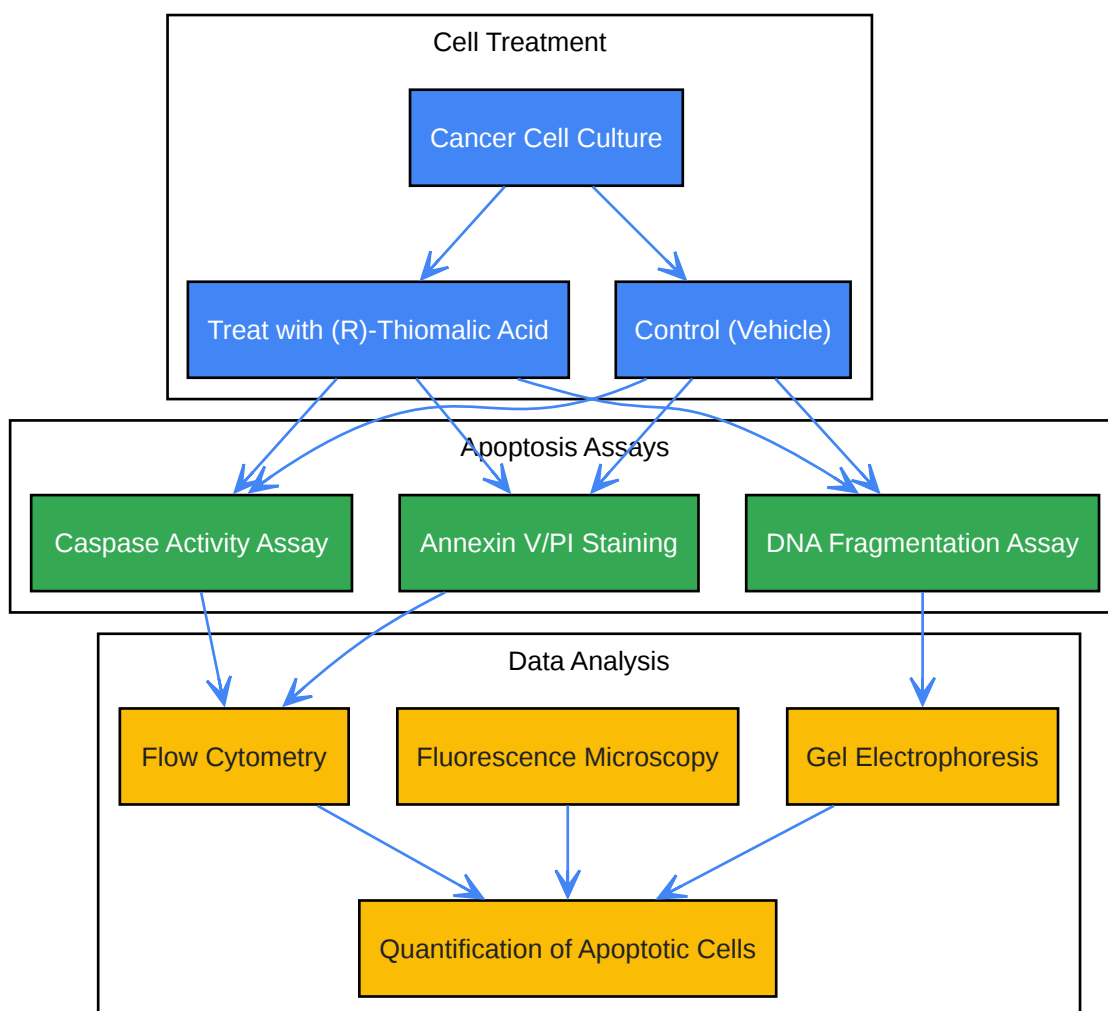 Cell Treatment
Cancer Cell Culture
Treat with (R)-Thiomalic Acid
Control (Vehicle)
Apoptosis Assays
Caspase Activity Assay
Annexin V/PI Staining
DNA Fragmentation Assay
Data Analysis
Flow Cytometry
Fluorescence Microscopy
Gel Electrophoresis
Quantification of Apoptotic Cells